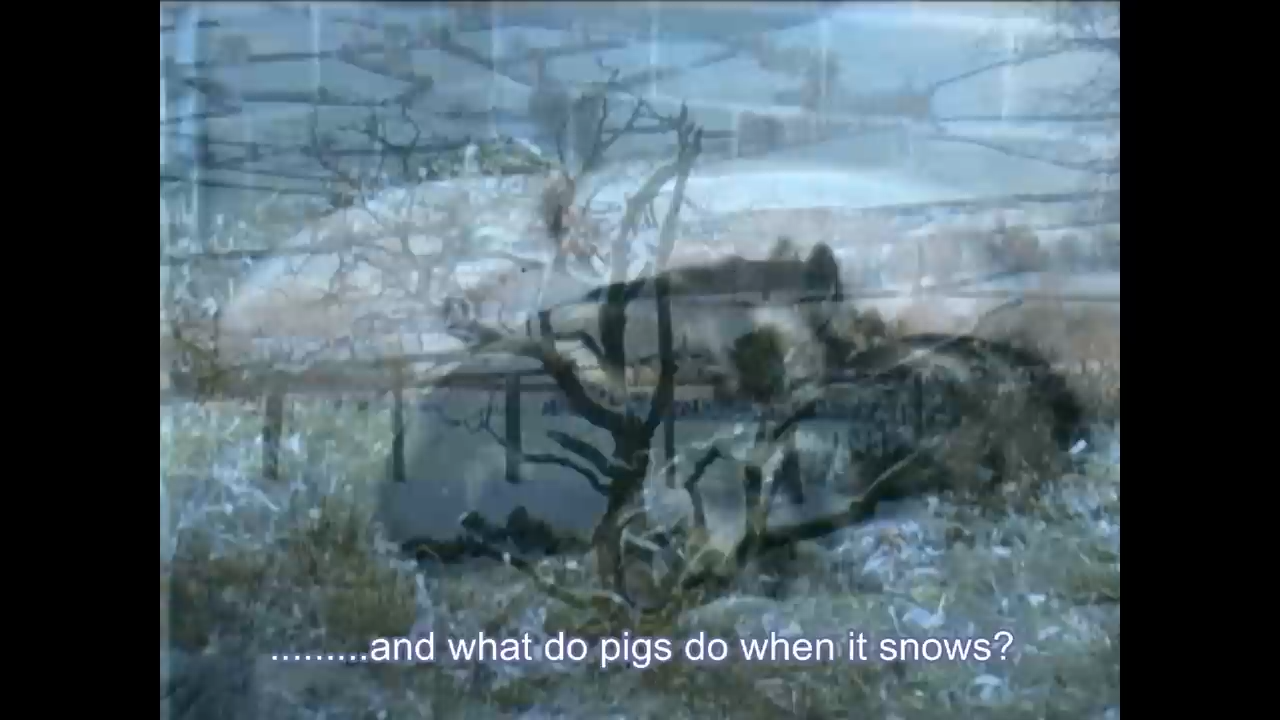 .........and what do pigs do when it snows?